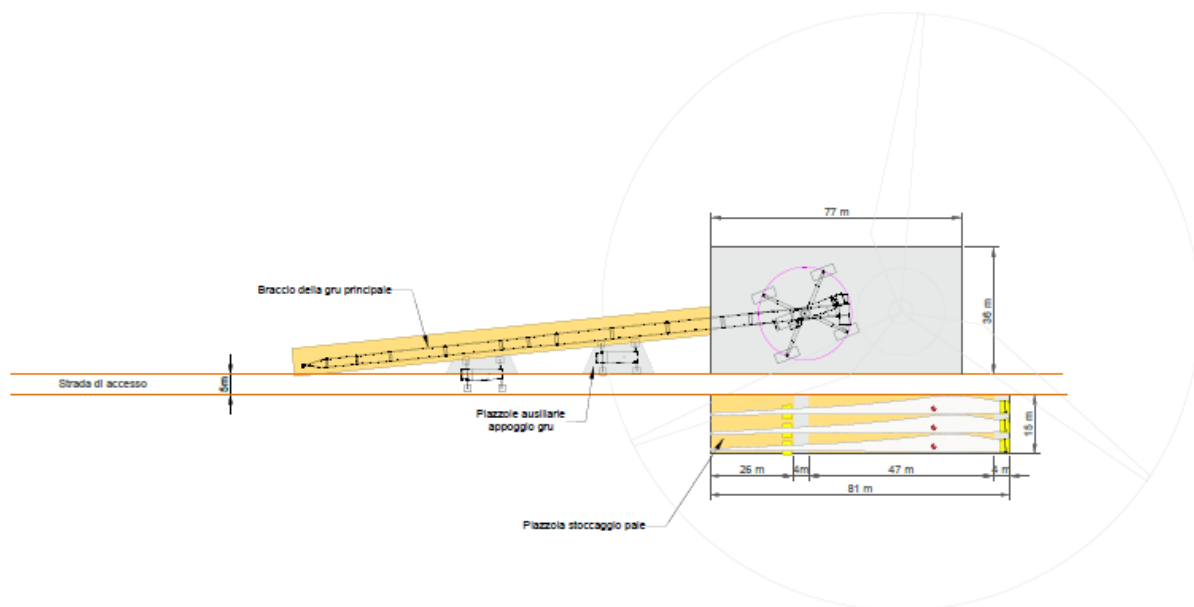 77 m
36 m
Braccio della gru principale
Strada di accesso
5m
Piazzole ausiliarie
appoggio gru
15 m
26 m
4m
47 m
4 m
81 m
Piazzola stoccaggio pale